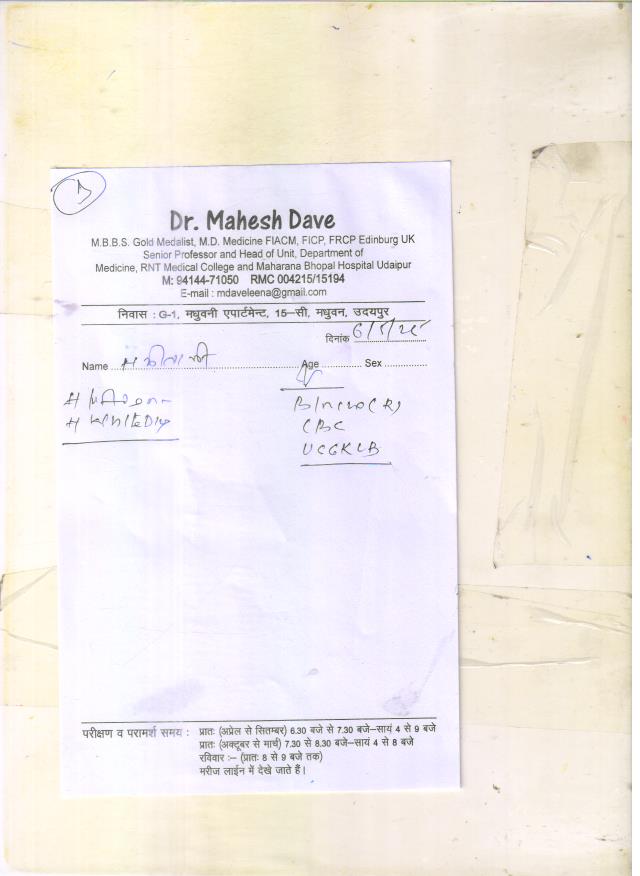 1
Dr. Mahesh Dave
M.B.B.S. Gold Medalist, M.D. Medicine FIACM, FICP, FRCP Edinburg UK
Senior Professor and Head of Unit, Department of
Medicine, RNT Medical College and Maharana Bhopal Hospital Udaipur
M: 94144-71050 RMC 004215/15194
E-mail : mdaveleena@gmail.com
निवास : G-1, मधुवनी एपार्टमेन्ट, 15–सी, मधुवन, उदयपुर
दिनांक
Name Age Sex
CBC
परीक्षण व परामर्श समय : प्रातः (अप्रेल से सितम्बर) 6.30 बजे से 7.30 बजे–सायं 4 से 9 बजे
प्रातः (अक्टूबर से मार्च) 7.30 से 8.30 बजे–सायं 4 से 8 बजे
रविवार :– (प्रातः 8 से 9 बजे तक)
मरीज लाईन में देखे जाते हैं।